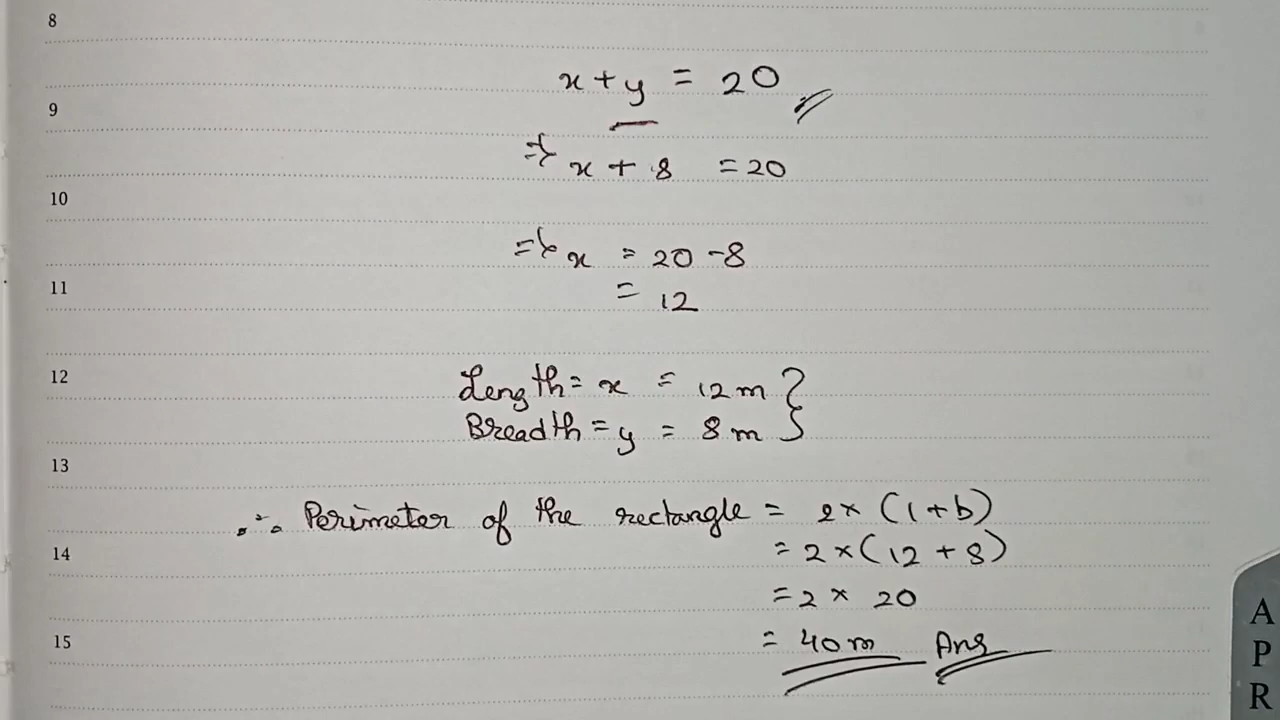 8
x + y = 20
9
⇒ x + 8 = 20
10
⇒ x = 20 - 8
11
= 12
12
Length = x = 12 m }
Breadth = y = 8 m
13
∴ Perimeter of the rectangle = 2 × (l + b)
14
= 2 × (12 + 8)
= 2 × 20
15
= 40 m Ans
A
P
R